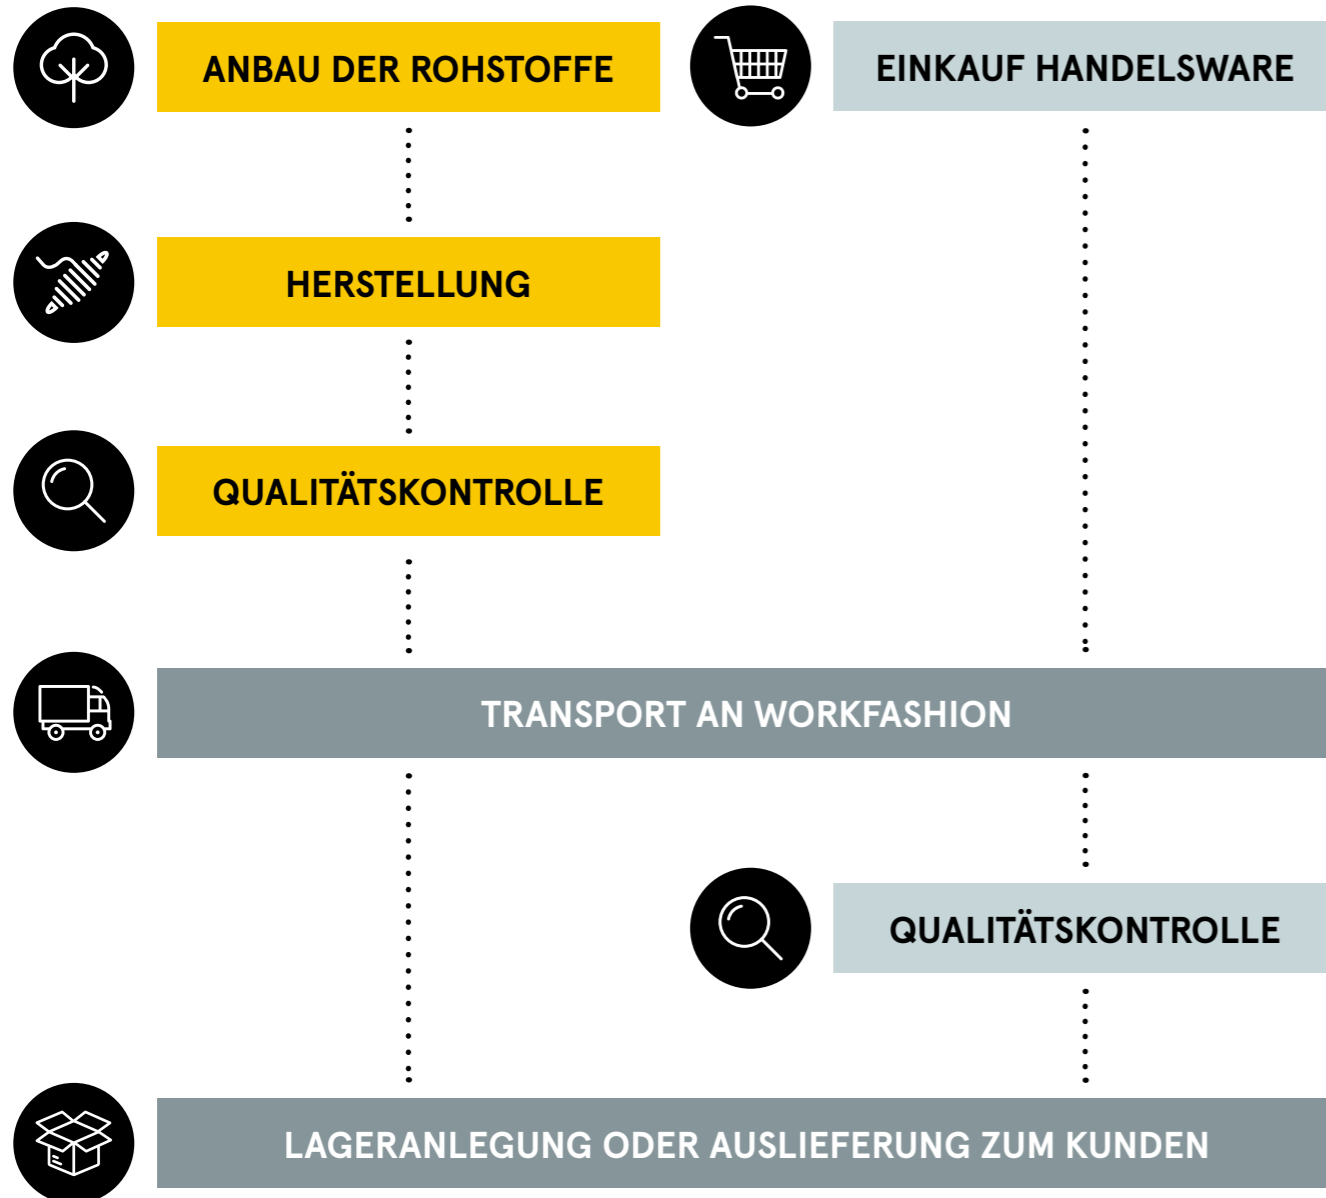 ANBAU DER ROHSTOFFE
EINKAUF HANDELSWARE
HERSTELLUNG
QUALITÄTSKONTROLLE
TRANSPORT AN WORKFASHION
QUALITÄTSKONTROLLE
LAGERANLEGUNG ODER AUSLIEFERUNG ZUM KUNDEN